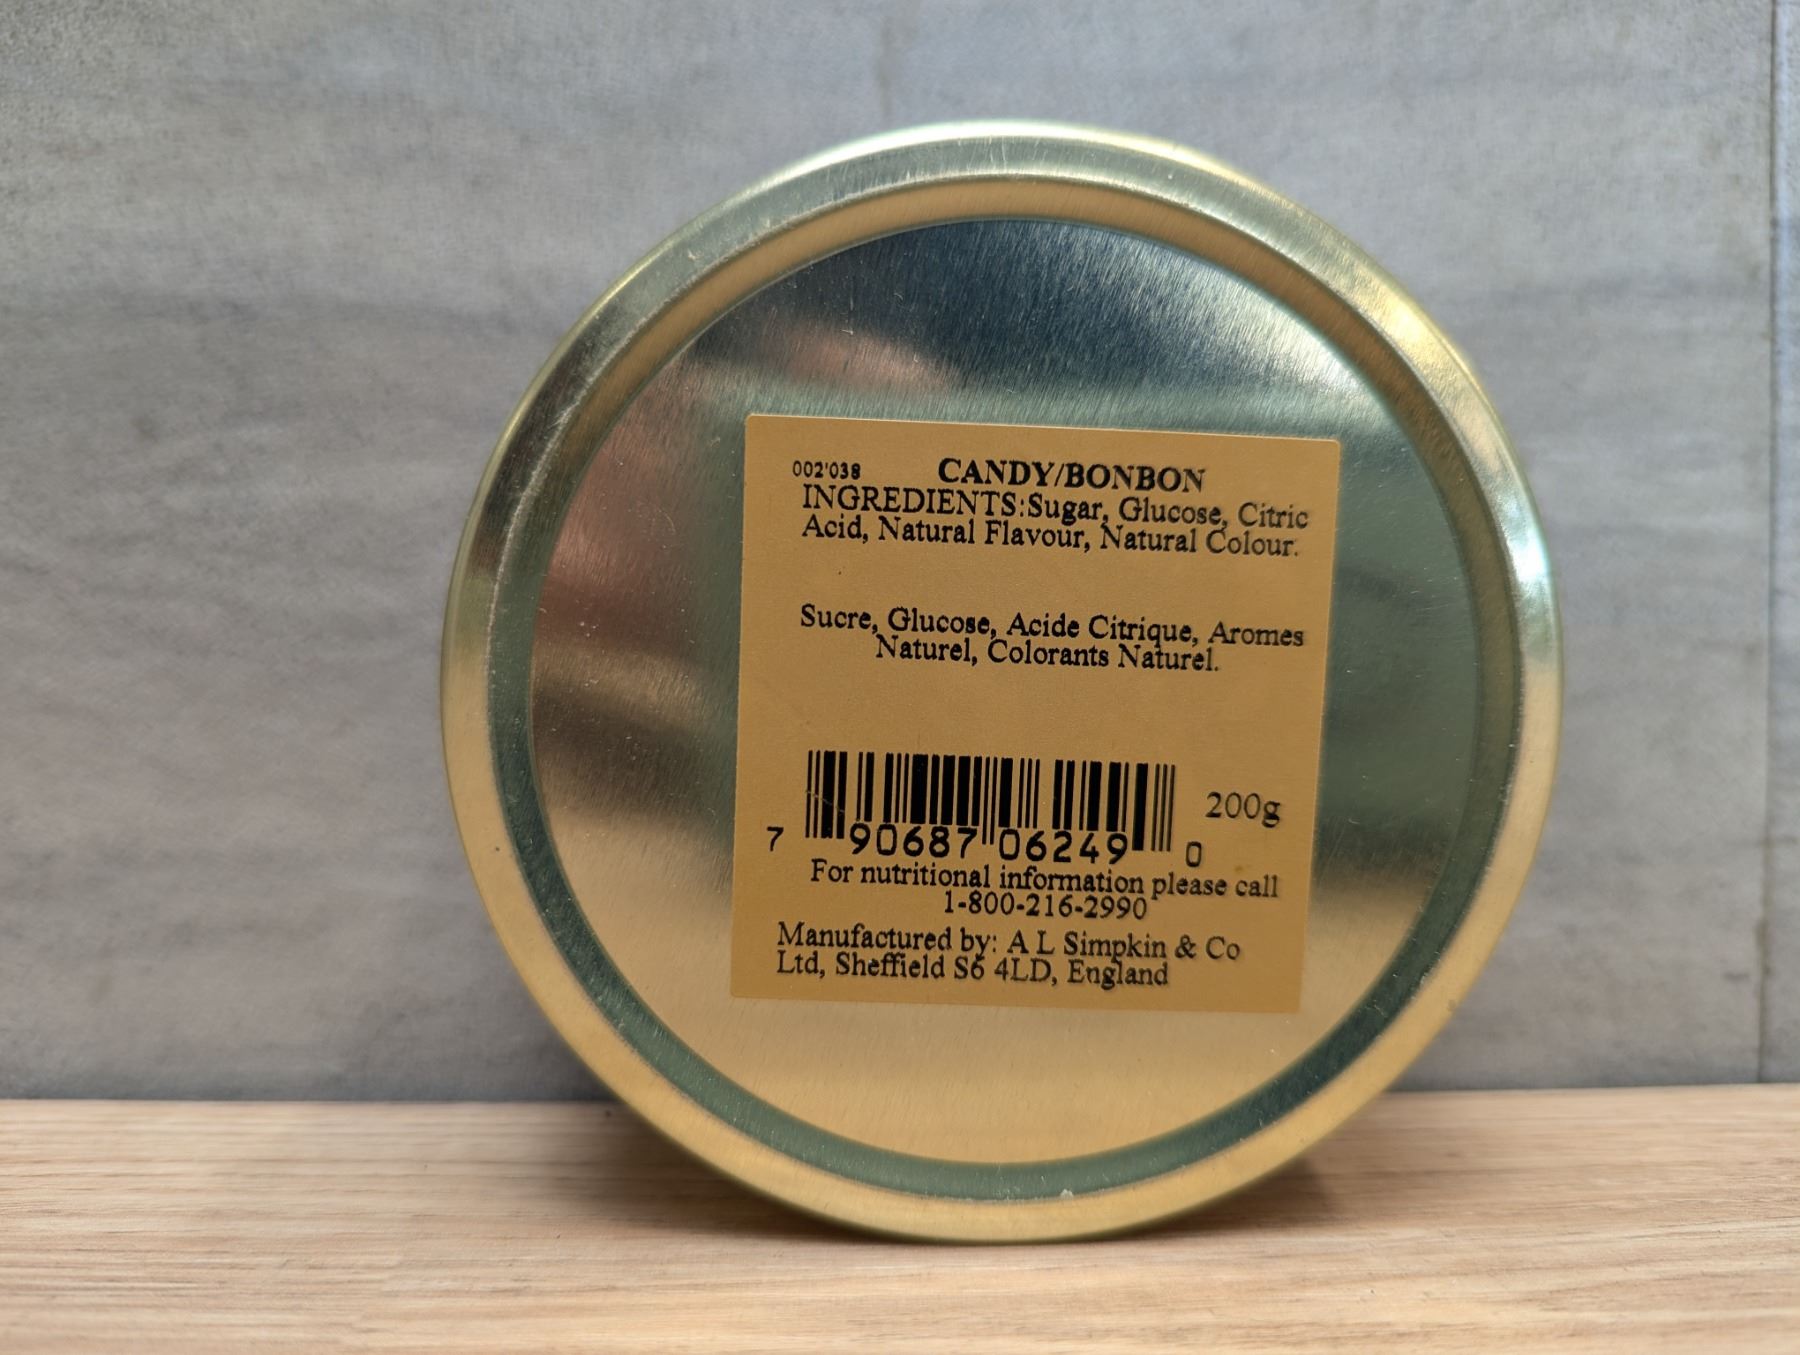 002'038 CANDY/BONBON
INGREDIENTS:Sugar, Glucose, Citric
Acid, Natural Flavour, Natural Colour.
Sucre, Glucose, Acide Citrique, Aromes
Naturel, Colorants Naturel.
200g
7 90687 06249 0
For nutritional information please call
1-800-216-2990
Manufactured by: A L Simpkin & Co
Ltd, Sheffield S6 4LD, England